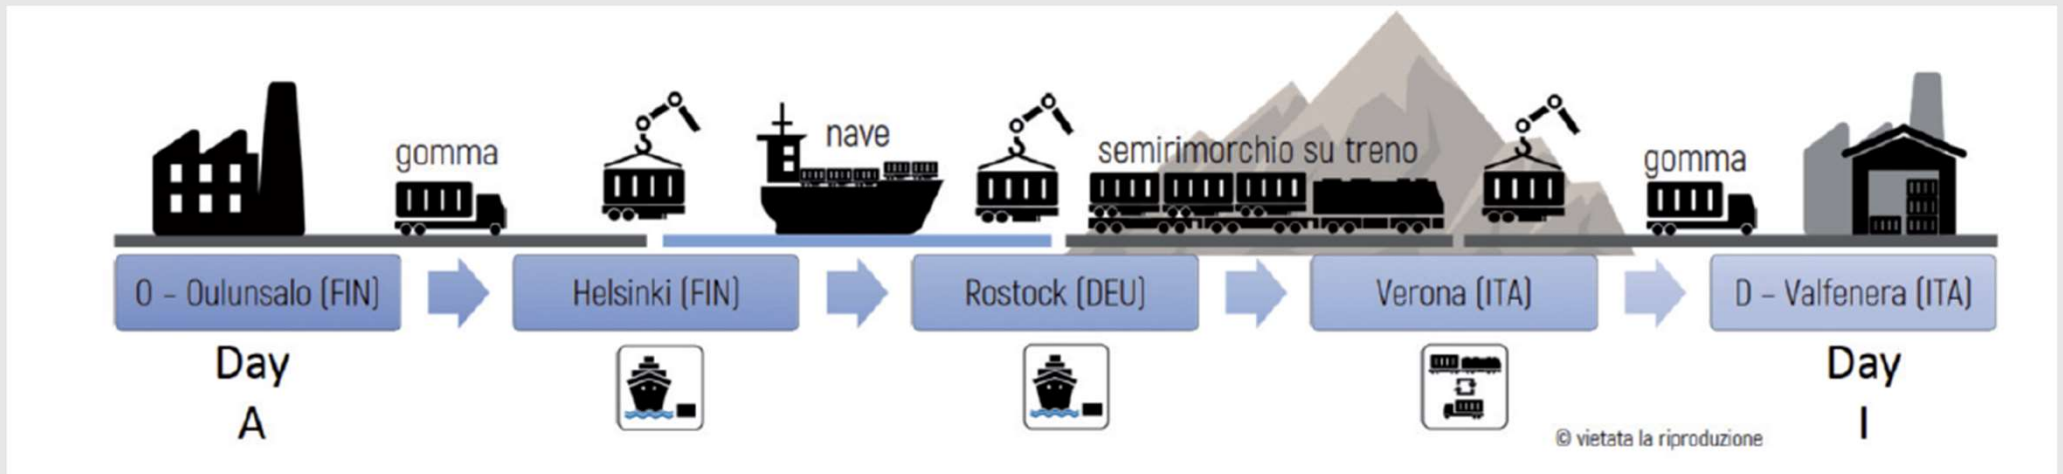 gomma
nave
semirimorchio su treno
gomma
O – Oulunsalo (FIN)
Helsinki (FIN)
Rostock (DEU)
Verona (ITA)
D – Valfenera (ITA)
Day
A
Day
I
© vietata la riproduzione